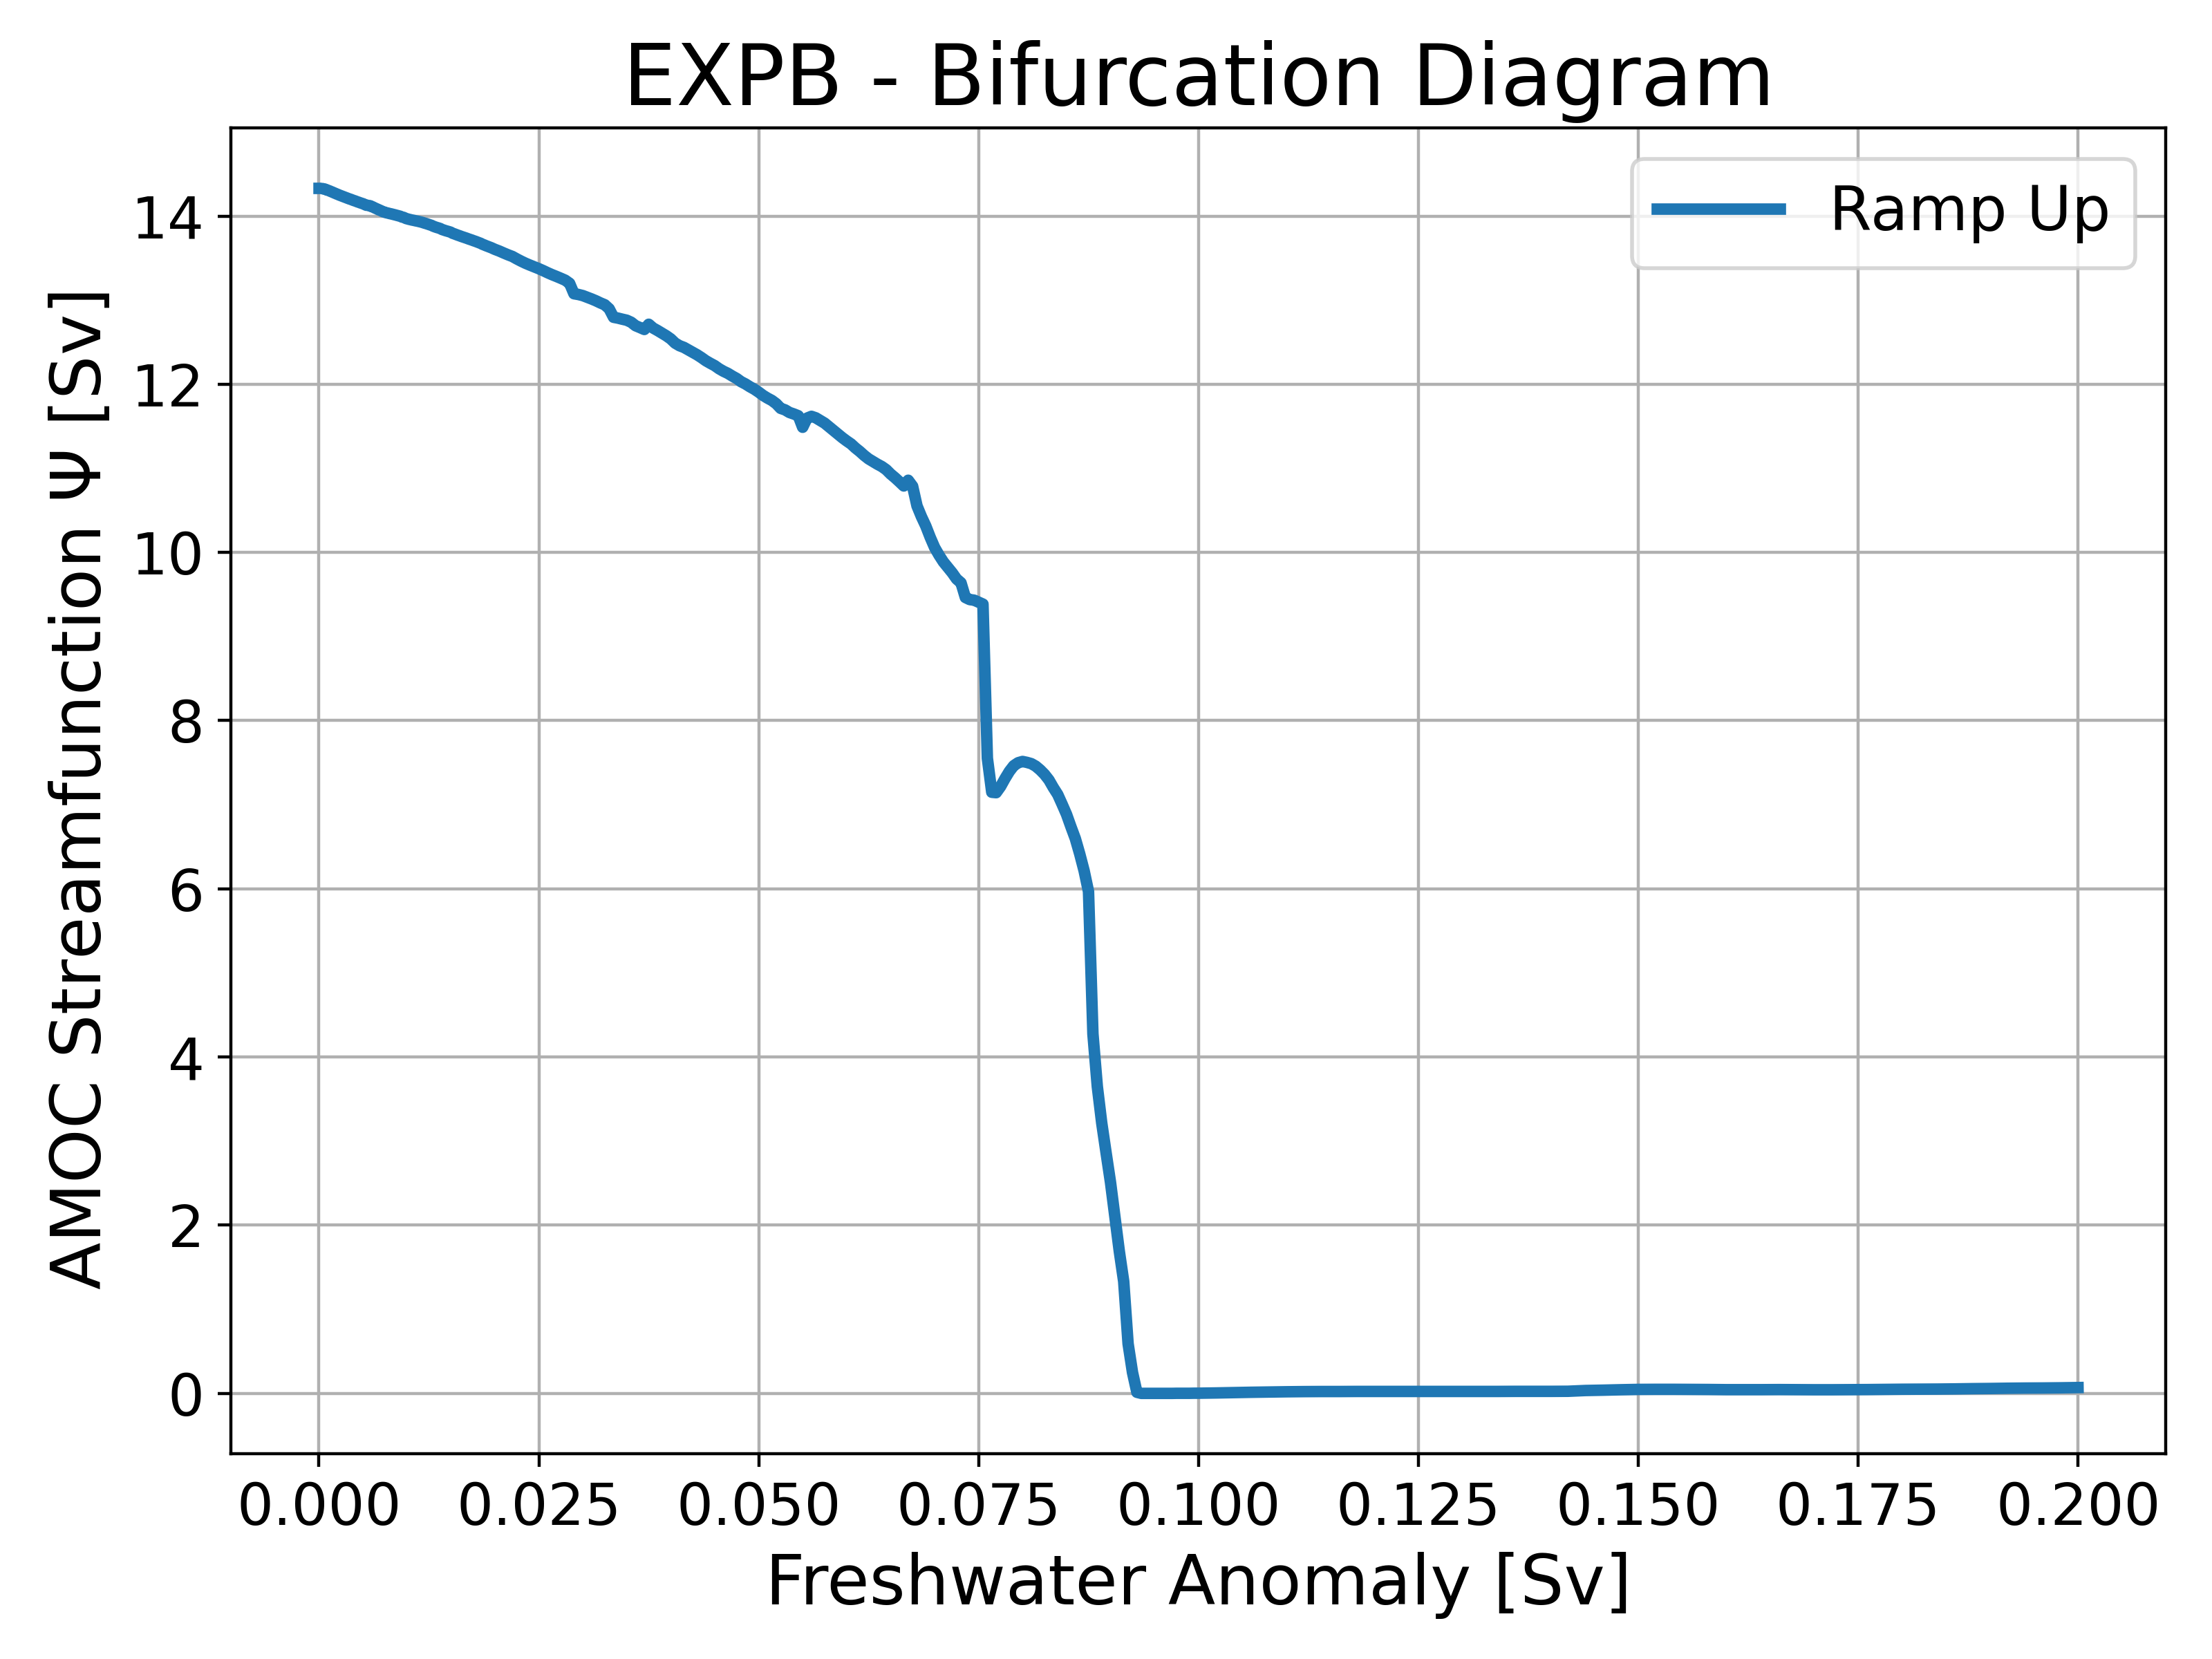 EXPB - Bifurcation Diagram
Ramp Up
AMOC Streamfunction Ψ [Sv]
14
12
10
8
6
4
2
0
0.000 0.025 0.050 0.075 0.100 0.125 0.150 0.175 0.200
Freshwater Anomaly [Sv]